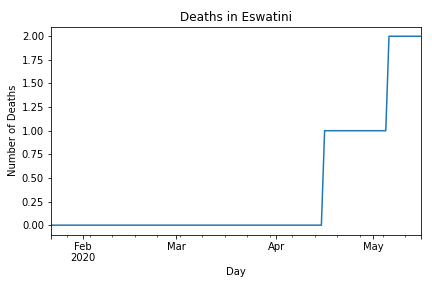 Deaths in Eswatini
2.00
1.75
1.50
1.25
1.00
0.75
0.50
0.25
0.00
Number of Deaths
Feb
2020
Mar
Apr
May
Day